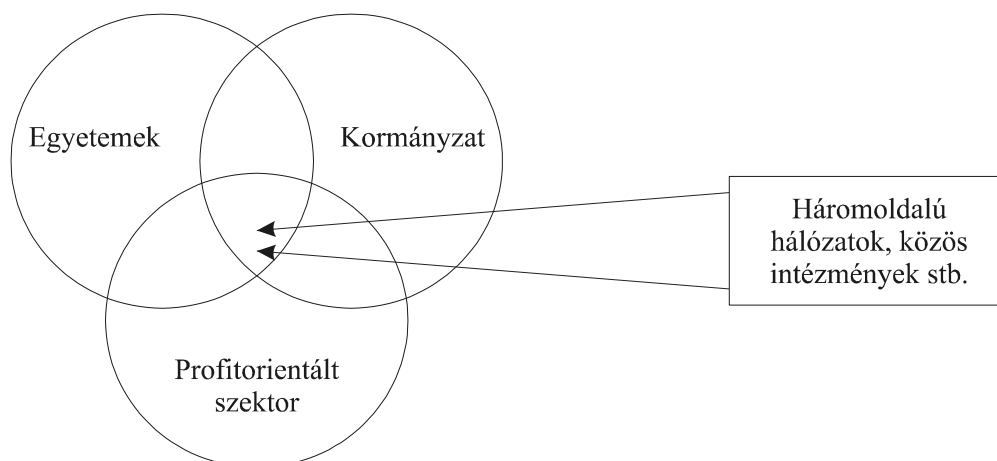 Egyetemek
Kormányzat
Háromoldalú
hálózatok, közös
intézmények stb.
Profitorientált
szektor